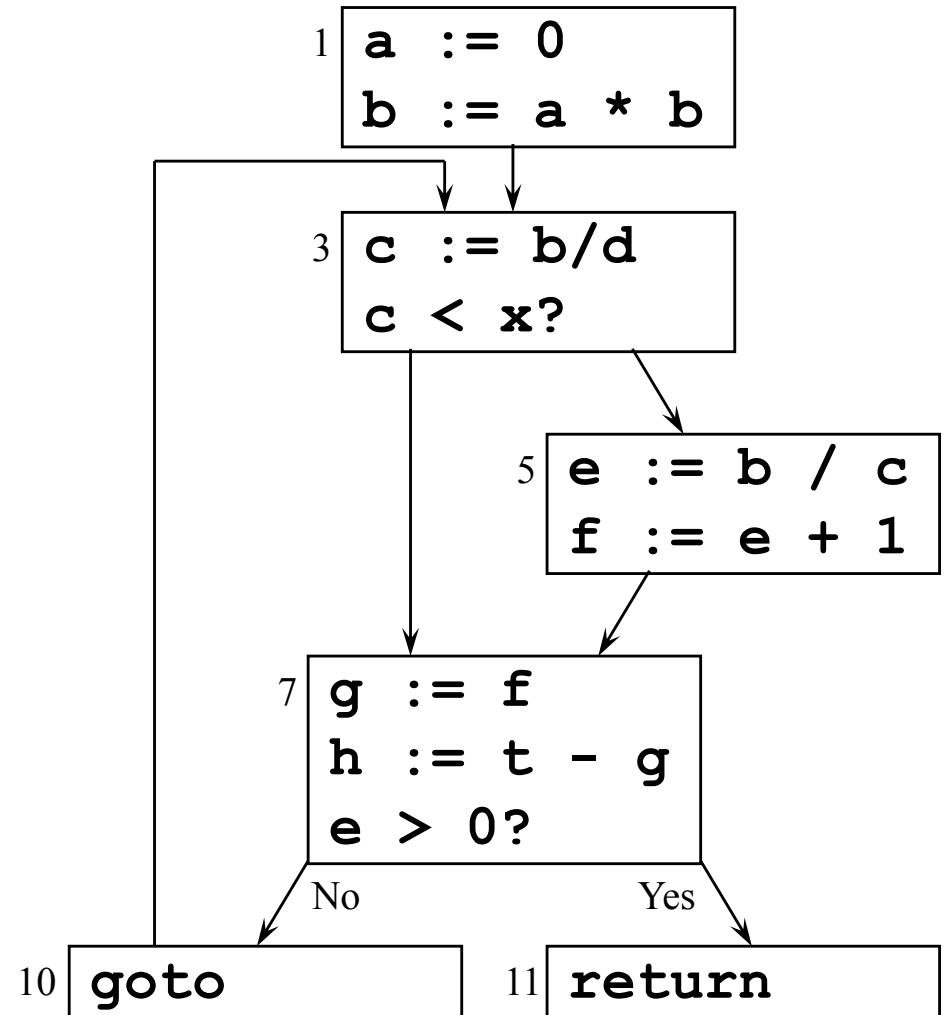 1 a := 0
b := a * b
3 c := b/d
c < x?
5 e := b / c
f := e + 1
7 g := f
h := t - g
e > 0?
No Yes
10 goto 11 return